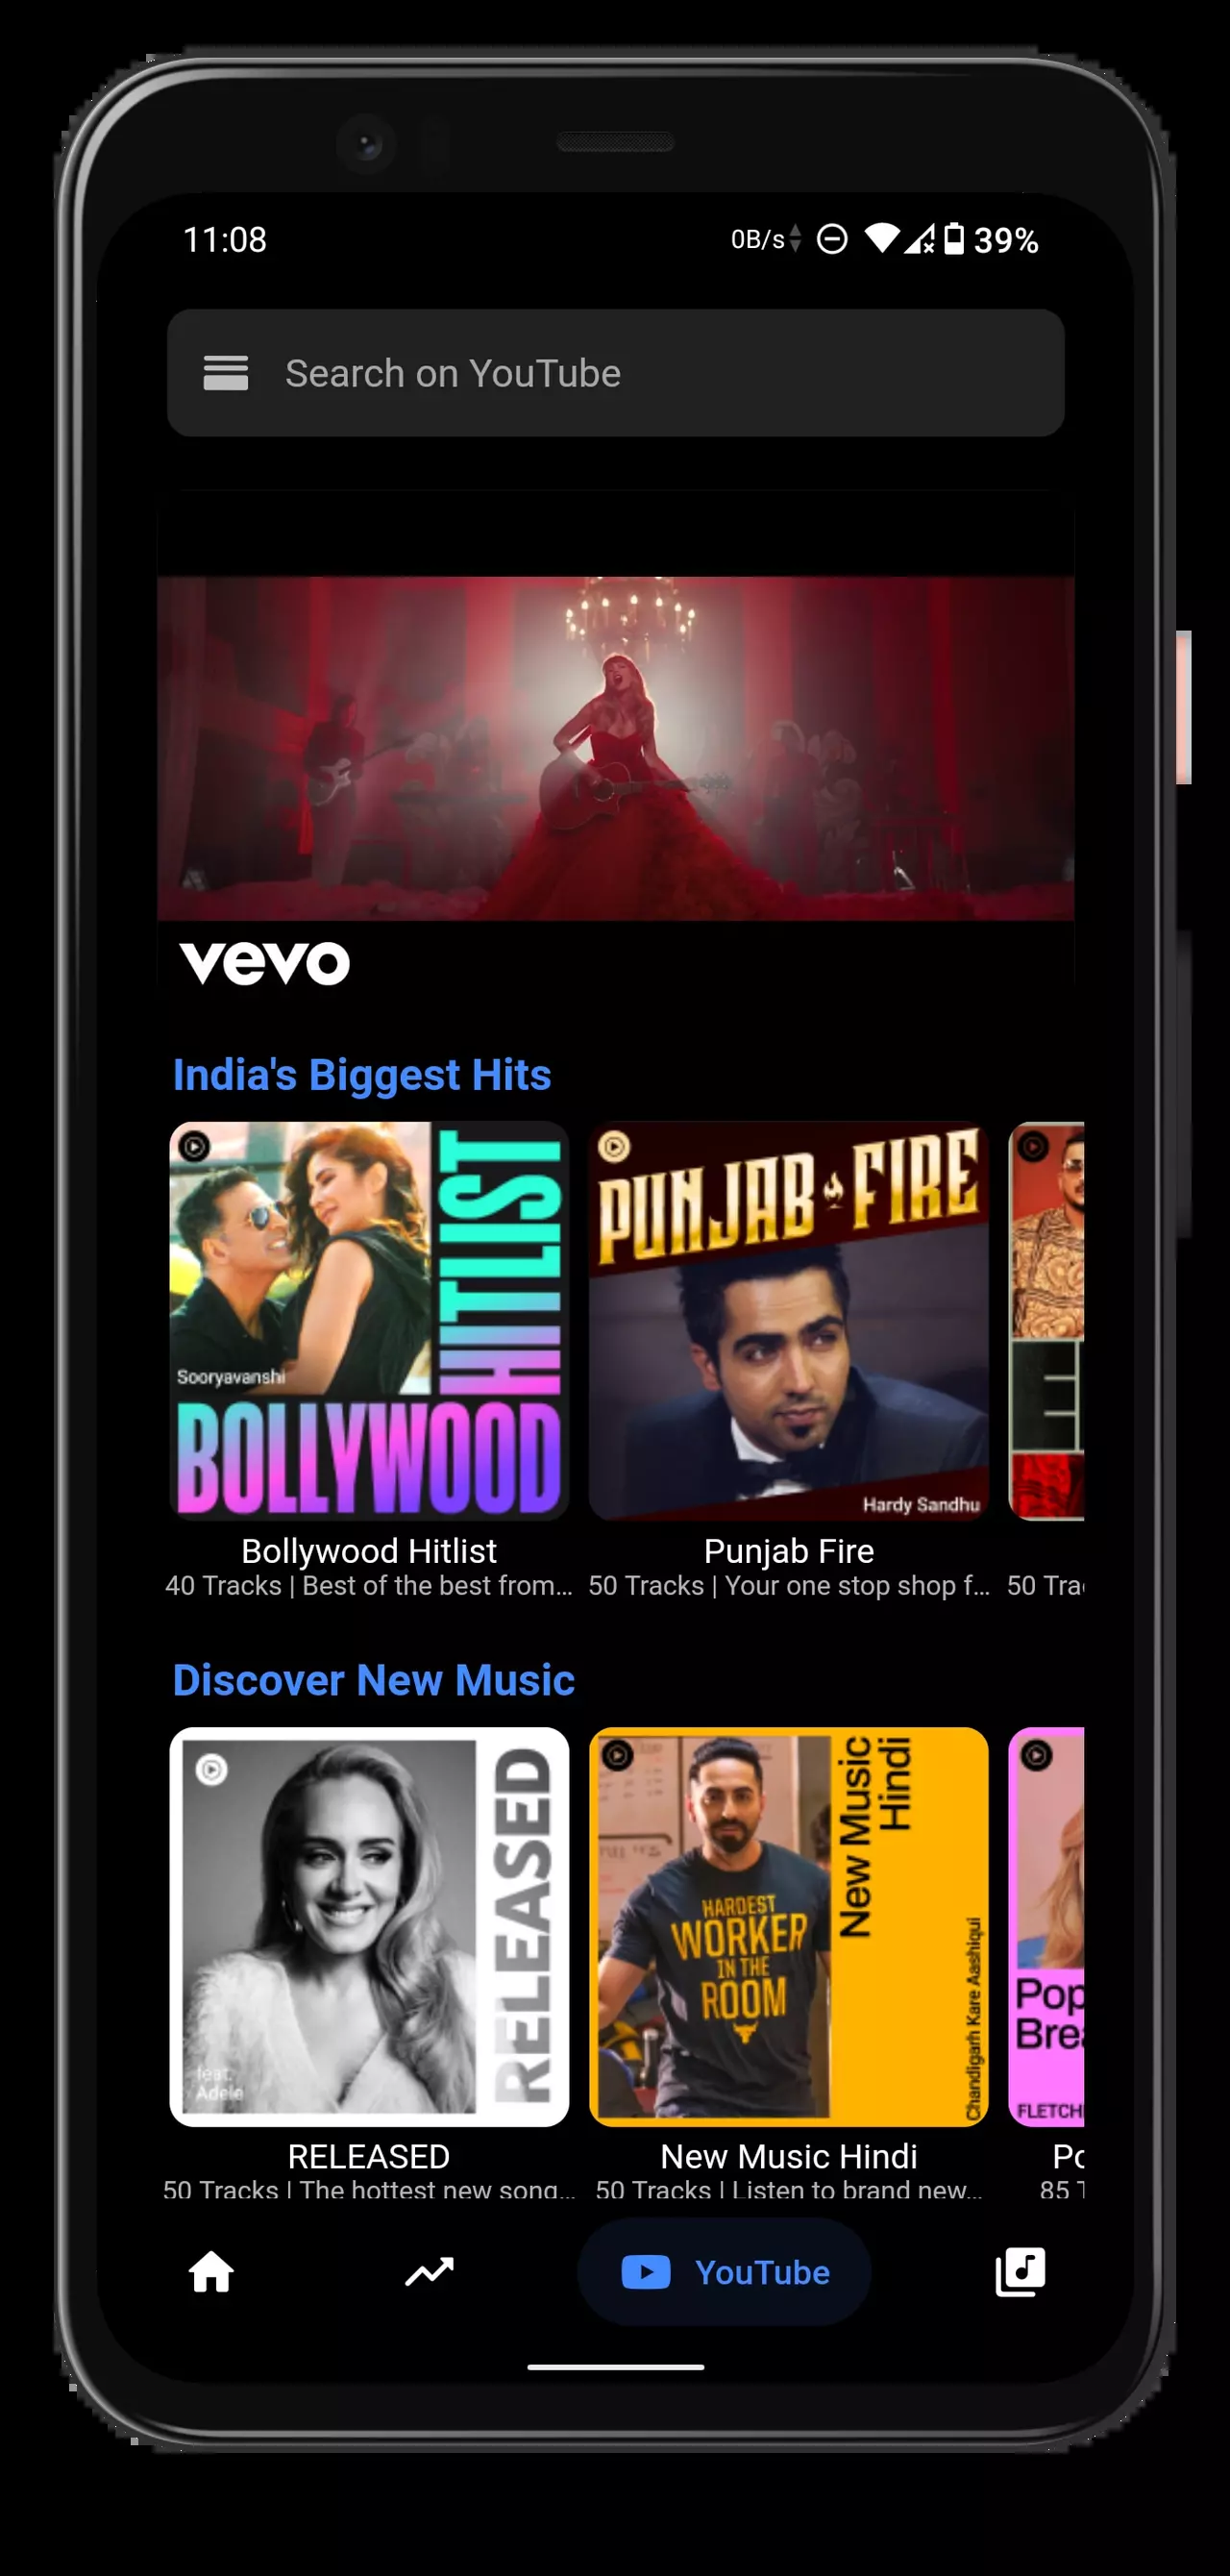 11:08
0B/s
39%
Search on YouTube
vevo
India's Biggest Hits
HITLIST
Sooryavanshi
BOLLYWOOD
PUNJAB FIRE
Hardy Sandhu
Bollywood Hitlist
40 Tracks | Best of the best from...
Punjab Fire
50 Tracks | Your one stop shop f...
50 Tra
Discover New Music
RELEASED
feat.
Adele
New Music
Hindi
HARDEST
WORKER
IN THE
ROOM
Chandigarh Kare Aashiqui
Pop
Brea
FLETCH
RELEASED
50 Tracks | The hottest new song...
New Music Hindi
50 Tracks | Listen to brand new...
Po
85 T
YouTube